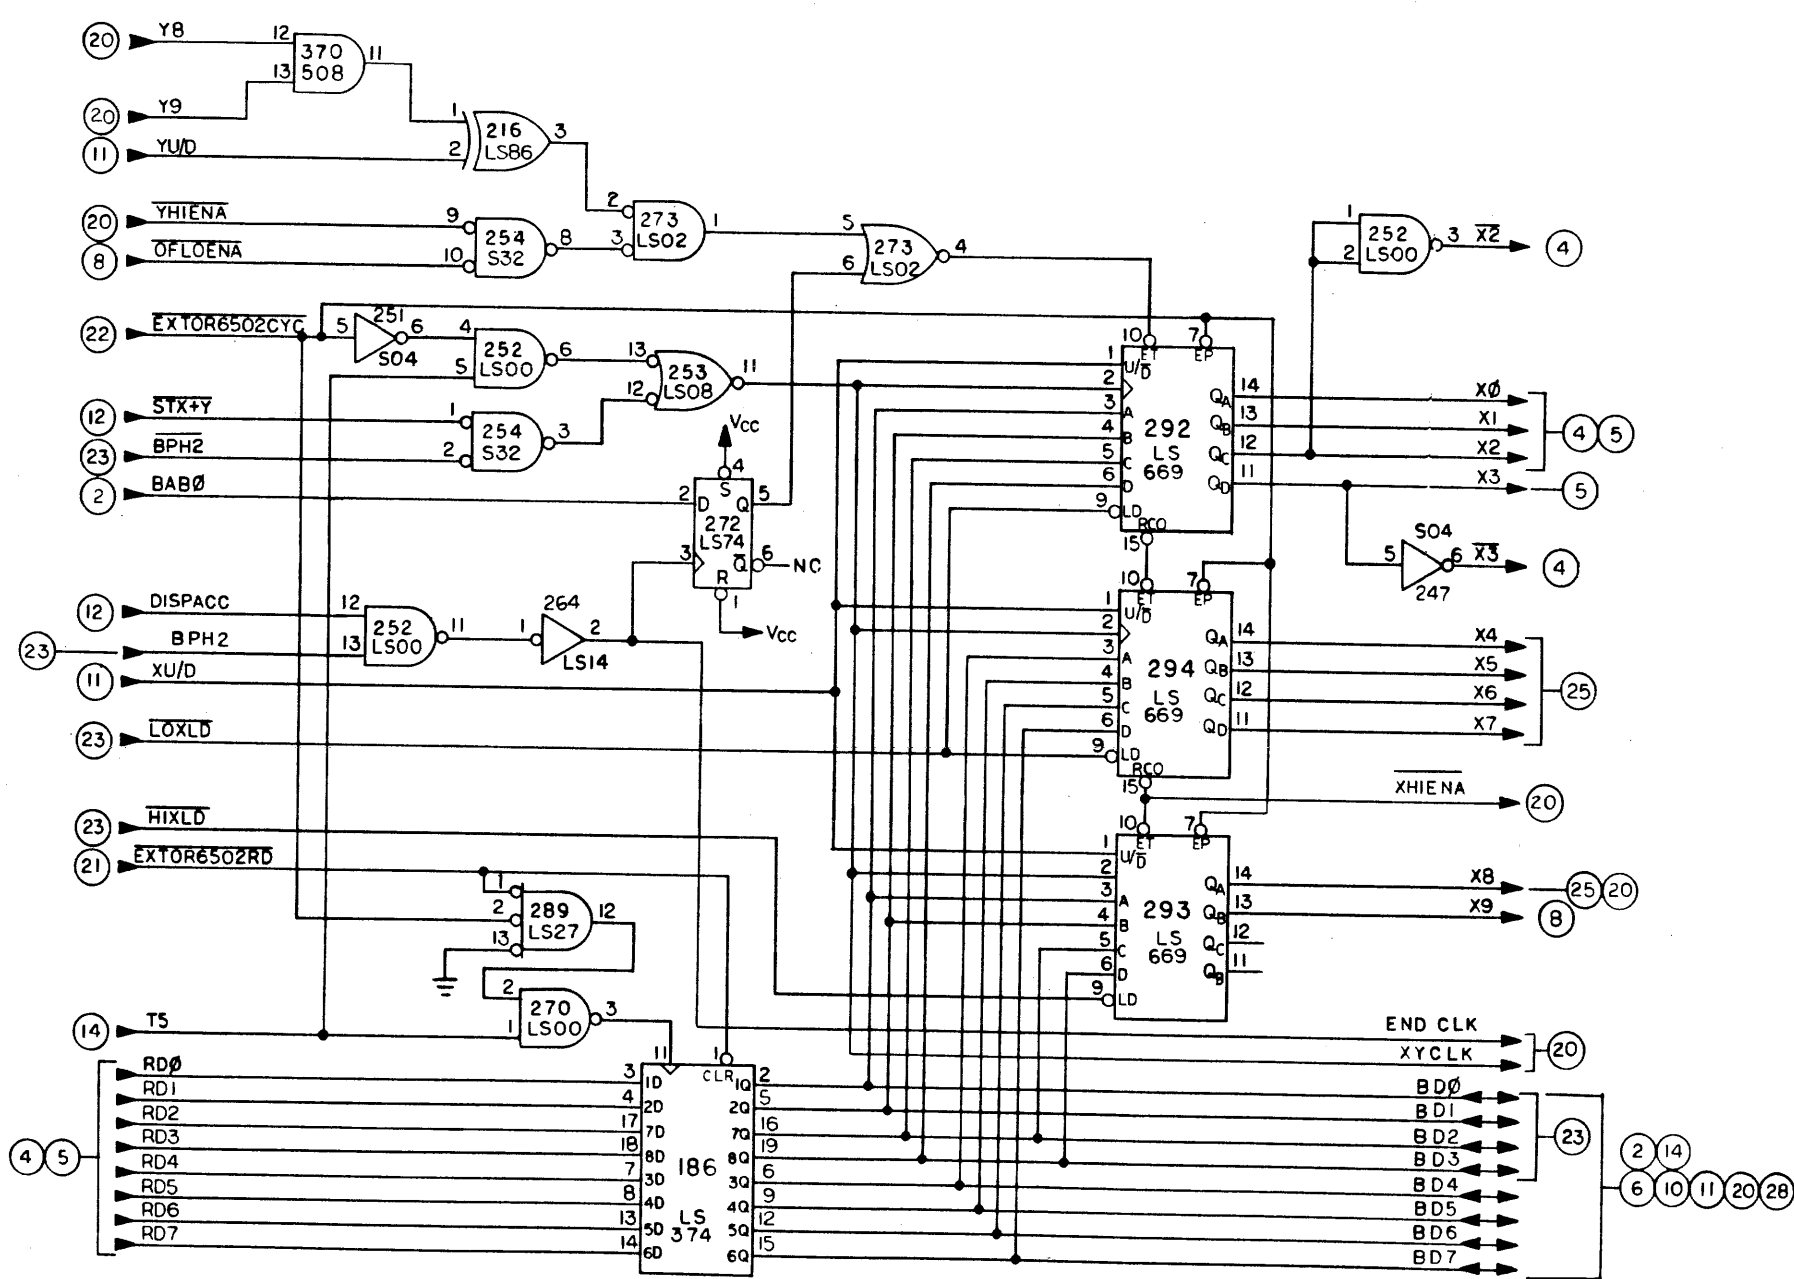 20 Y8 12 370 508 11
13
20 Y9
1 216 LS86 3
11 YU/D 2
20 YHIENA 9 254 S32 8
8 OFLOENA 10
2 273 LS02 1
3
5 273 LS02 4
6
1 252 LS00 3 X2 4
2
22 EXTOR6502CYC 5 251 6
S04
4 252 LS00 6
5
13 253 LS08 11
12
12 STX+Y 1 254 S32 3
23 BPH2 2
2 BABØ
VCC
4
S
2 D Q 5
272
LS74
3 Q 6 NC
R
1
VCC
12 DISPACC 12 252 LS00 11
23 BPH2 13
264
1 2
LS14
11 XU/D
23 LOXLD
23 HIXLD
21 EXTOR6502RD
1
2 289 LS27 12
13
2 270 LS00 3
1
14 T5
10 7
ET EP
1 U/D
2
3 A
4 B
5 C
6 D
9 LD
292
LS
669
RCO
15
QA 14 XØ
QB 13 X1
QC 12 X2
QD 11 X3
4 5
5
S04
5 6 X3 4
247
10 7
ET EP
1 U/D
2
3 A
4 B
5 C
6 D
9 LD
294
LS
669
RCO
15
QA 14 X4
QB 13 X5
QC 12 X6
QD 11 X7
25
XHIENA 20
10 7
ET EP
1 U/D
2
3 A
4 B
5 C
6 D
9 LD
293
LS
669
QA 14 X8 25 20
QB 13 X9 8
QC 12
QB 11
END CLK
XYCLK
20
4 5
RDØ 3 1D
RD1 4 2D
RD2 17 7D
RD3 18 8D
RD4 7 3D
RD5 8 4D
RD6 13 5D
RD7 14 6D
11 1
CLR
186
LS
374
1Q 2 BDØ
2Q 5 BD1
7Q 16 BD2
8Q 19 BD3
3Q 6 BD4
4Q 9 BD5
5Q 12 BD6
6Q 15 BD7
23
2 14
6 10 11 20 28